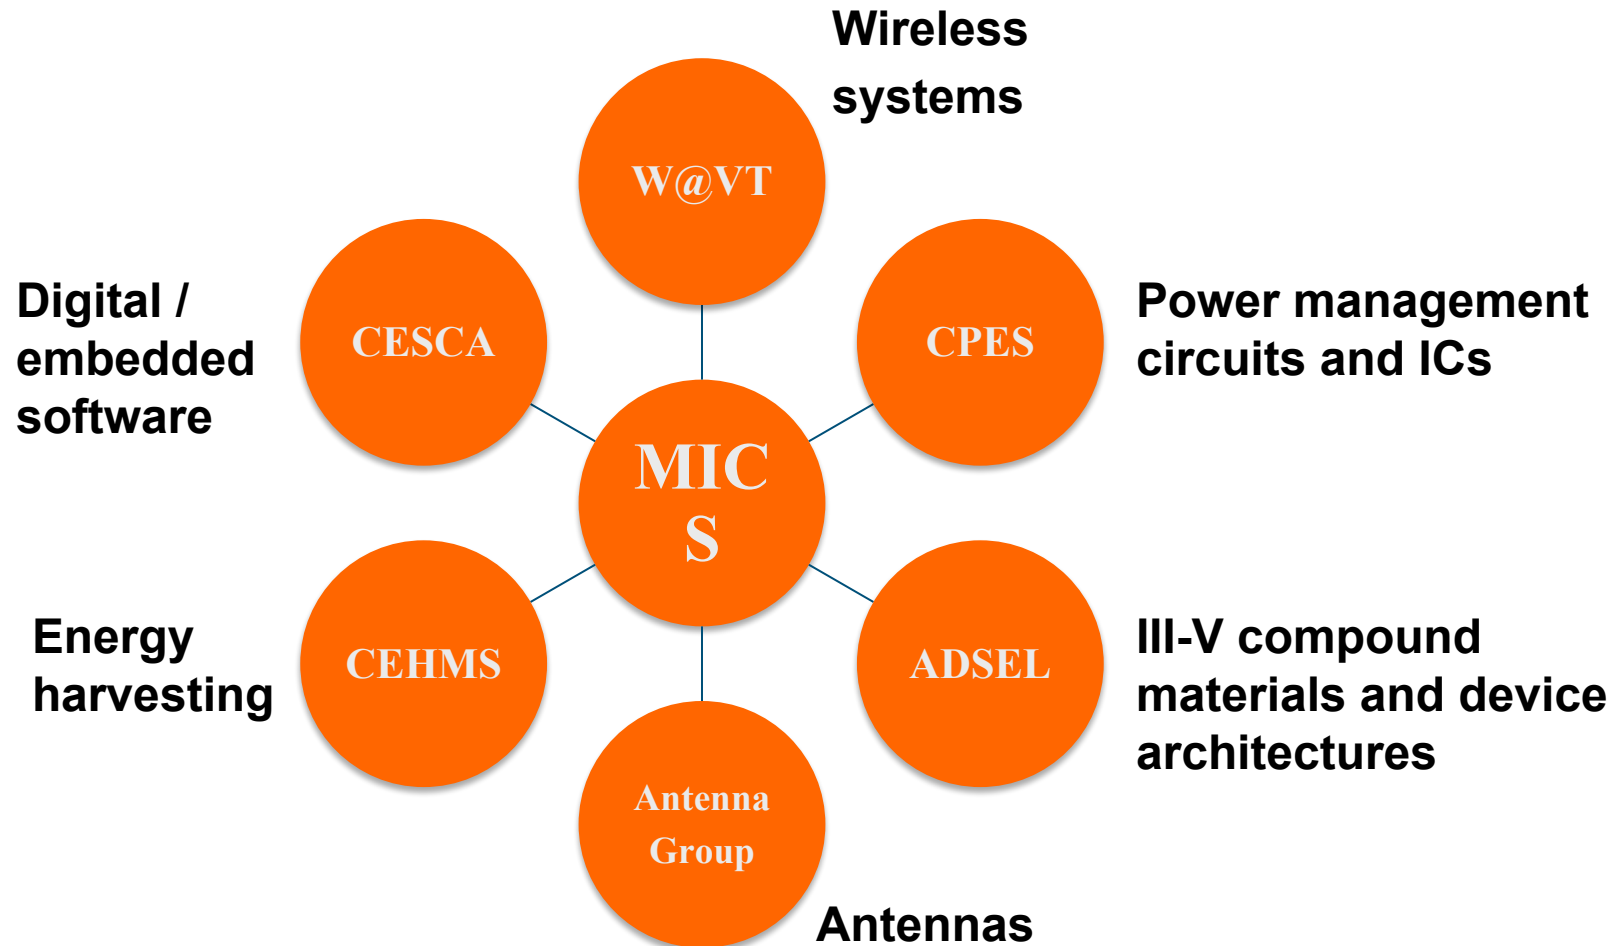 Wireless
systems
W@VT
Digital /
embedded
software
CESCA
CPES
Power management
circuits and ICs
MIC
S
Energy
harvesting
CEHMS
ADSEL
III-V compound
materials and device
architectures
Antenna
Group
Antennas